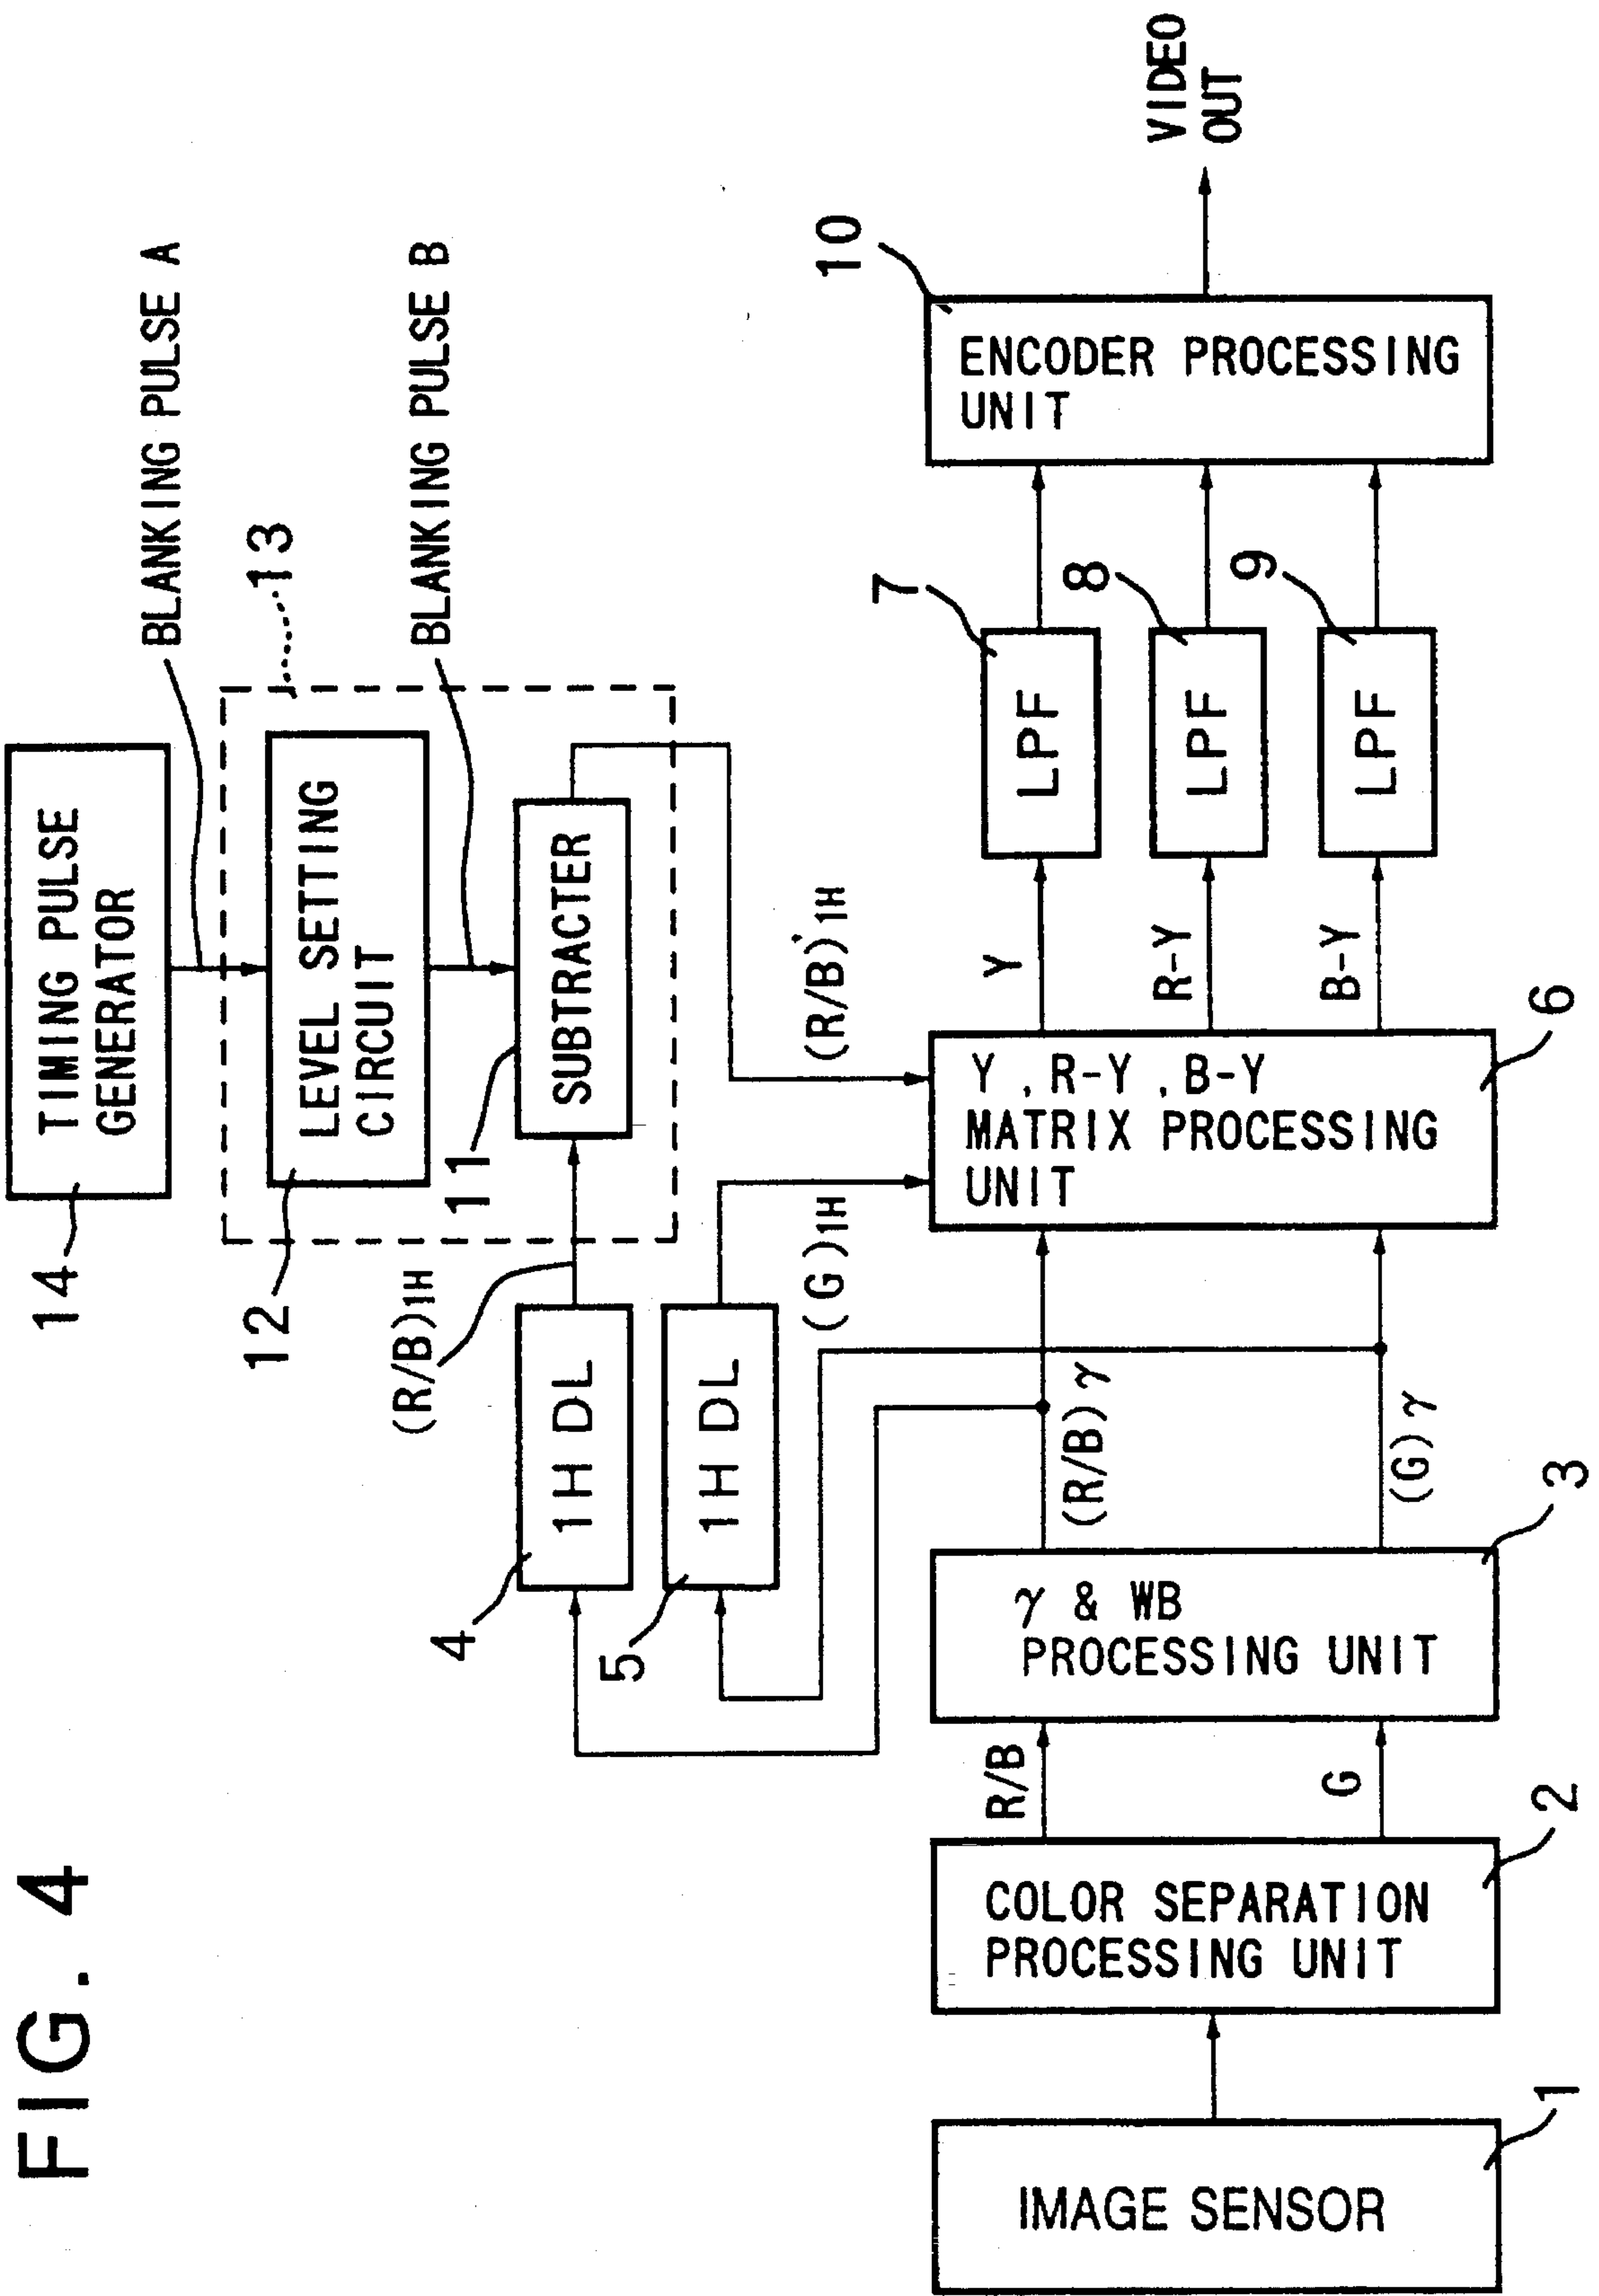 FIG. 4
14
TIMING PULSE
GENERATOR
BLANKING PULSE A
12
LEVEL SETTING
CIRCUIT
13
BLANKING PULSE B
(R/B)1H
11
SUBTRACTER
4
1H DL
5
1H DL
(G)1H
(R/B)'1H
IMAGE SENSOR
1
COLOR SEPARATION
PROCESSING UNIT
2
R/B
G
γ & WB
PROCESSING UNIT
3
(R/B)γ
(G)γ
Y , R-Y , B-Y
MATRIX PROCESSING
UNIT
6
Y
R-Y
B-Y
7
LPF
8
LPF
9
LPF
10
ENCODER PROCESSING
UNIT
VIDEO
OUT